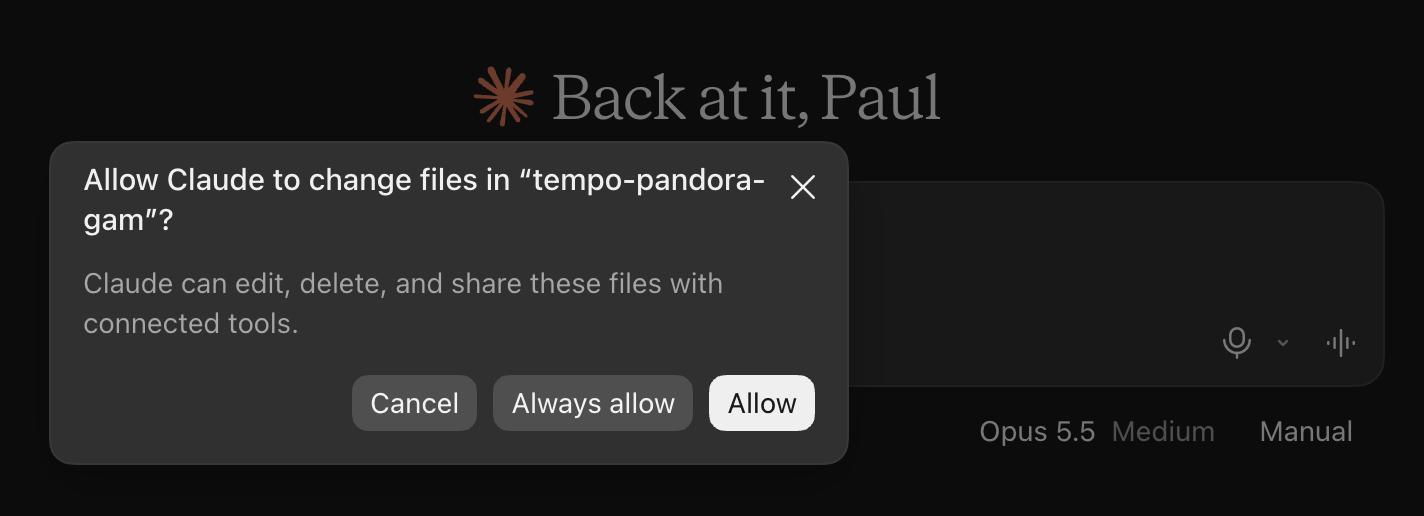 Back at it, Paul
Allow Claude to change files in “tempo-pandora-
gam”?
Claude can edit, delete, and share these files with
connected tools.
Cancel
Always allow
Allow
Opus 5.5
Medium
Manual